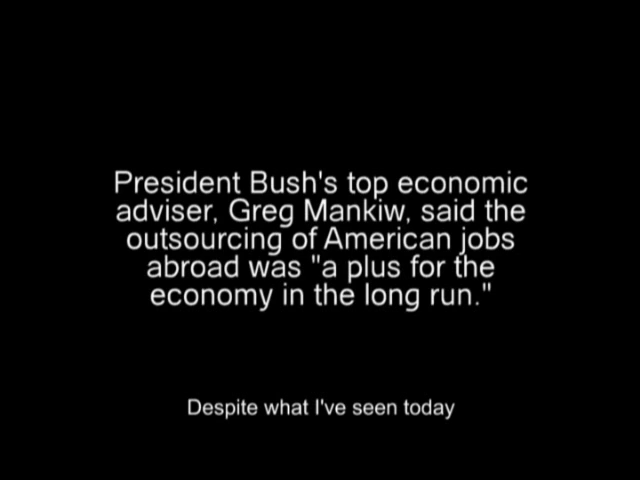 President Bush's top economic
adviser, Greg Mankiw, said the
outsourcing of American jobs
abroad was "a plus for the
economy in the long run."
Despite what I've seen today